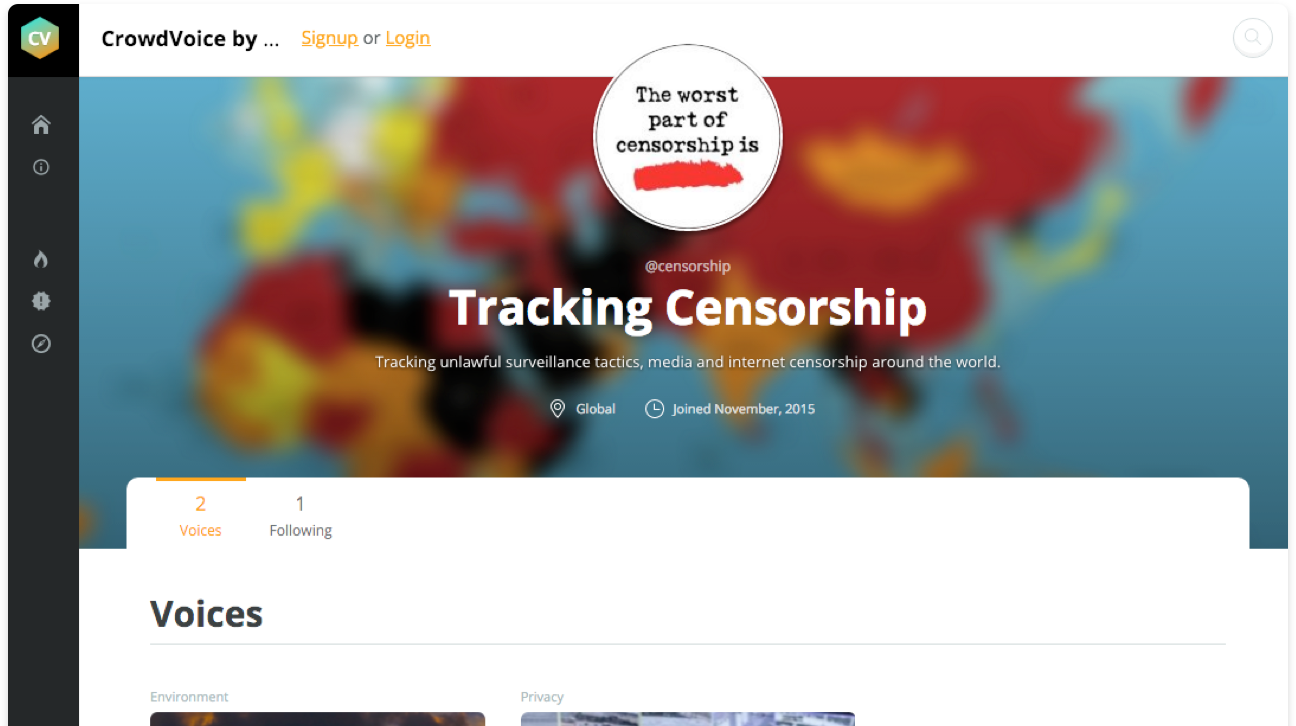 CV
CrowdVoice by ...
Signup or Login
The worst
part of
censorship is
@censorship
Tracking Censorship
Tracking unlawful surveillance tactics, media and internet censorship around the world.
Global
Joined November, 2015
2
Voices
1
Following
Voices
Environment
Privacy